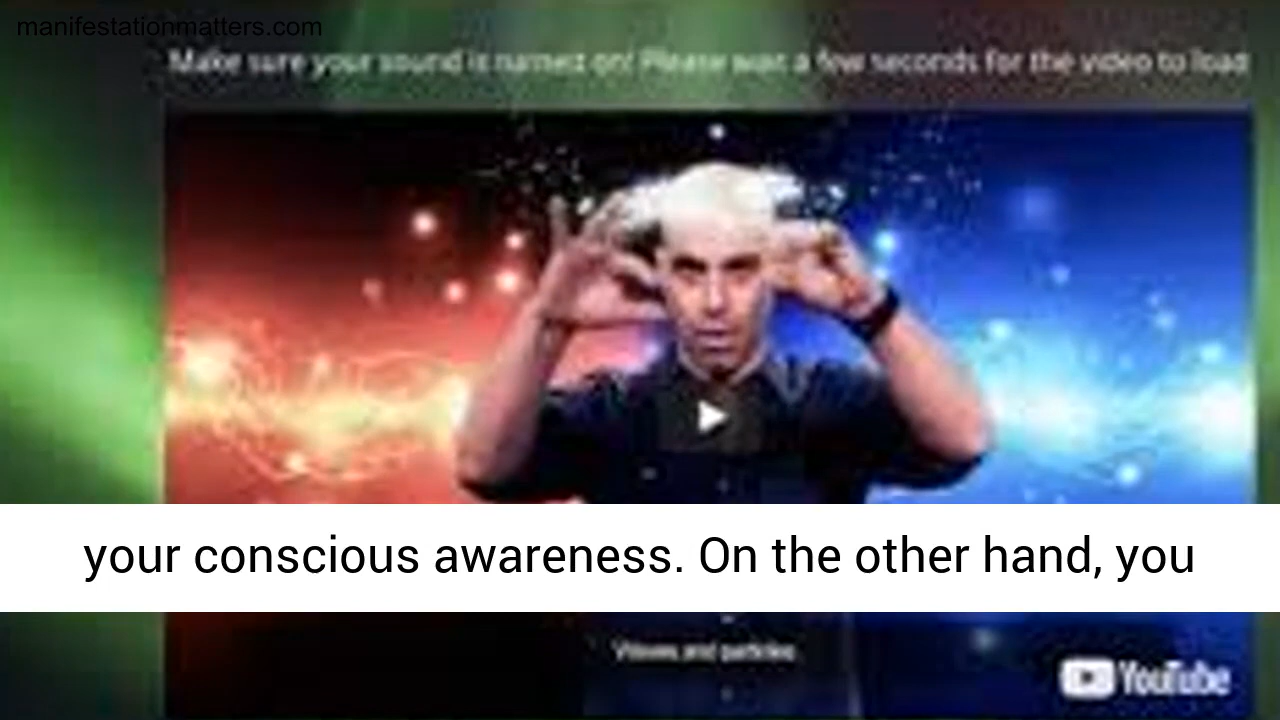 manifestationmatters.com
Make sure your sound is turned on! Please wait a few seconds for the video to load
your conscious awareness. On the other hand, you
Waves and particles
YouTube